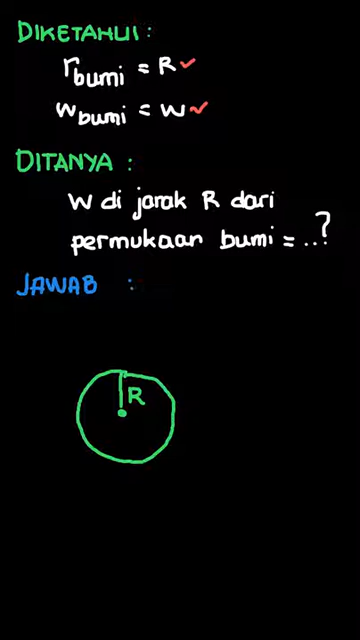 DIKETAHUI :
r bumi = R ✓
w bumi = W ✓
DITANYA :
W di jarak R dari
permukaan bumi = ...?
JAWAB :
R